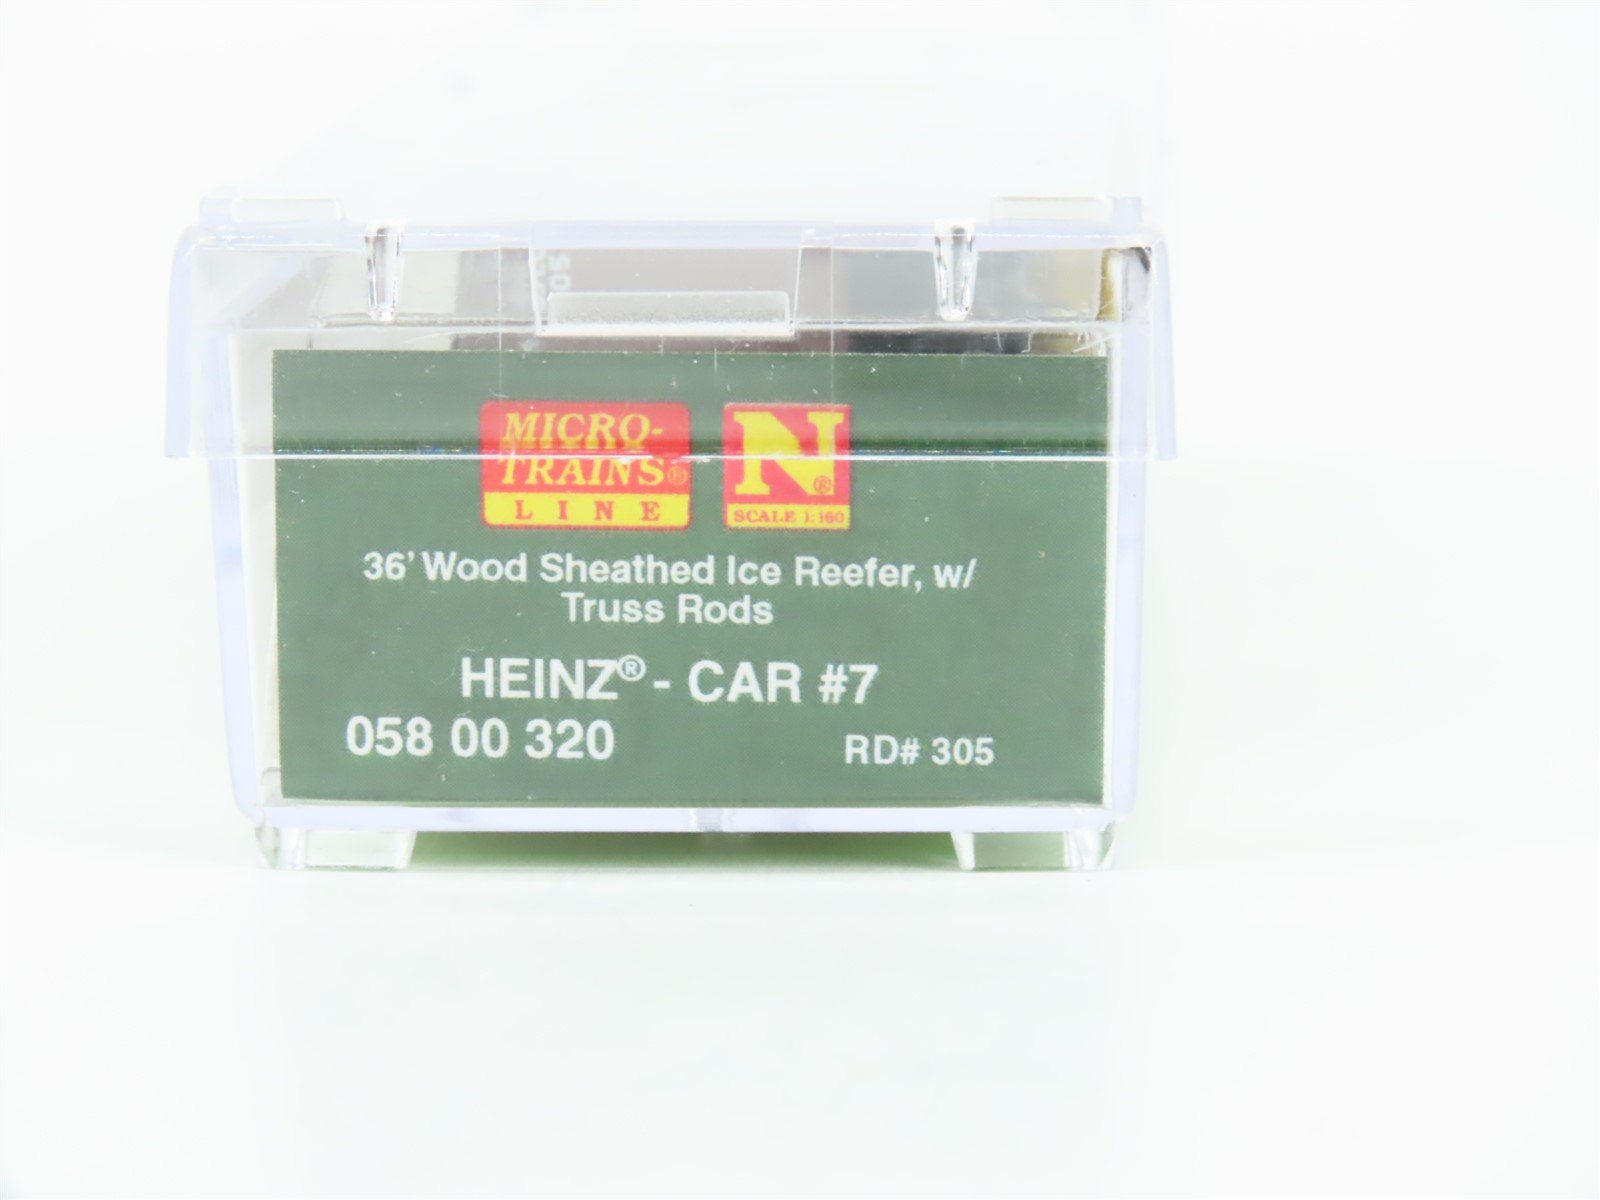 MICRO-
TRAINS®
LINE
N®
SCALE 1:160
36' Wood Sheathed Ice Reefer, w/
Truss Rods
HEINZ® - CAR #7
058 00 320
RD# 305